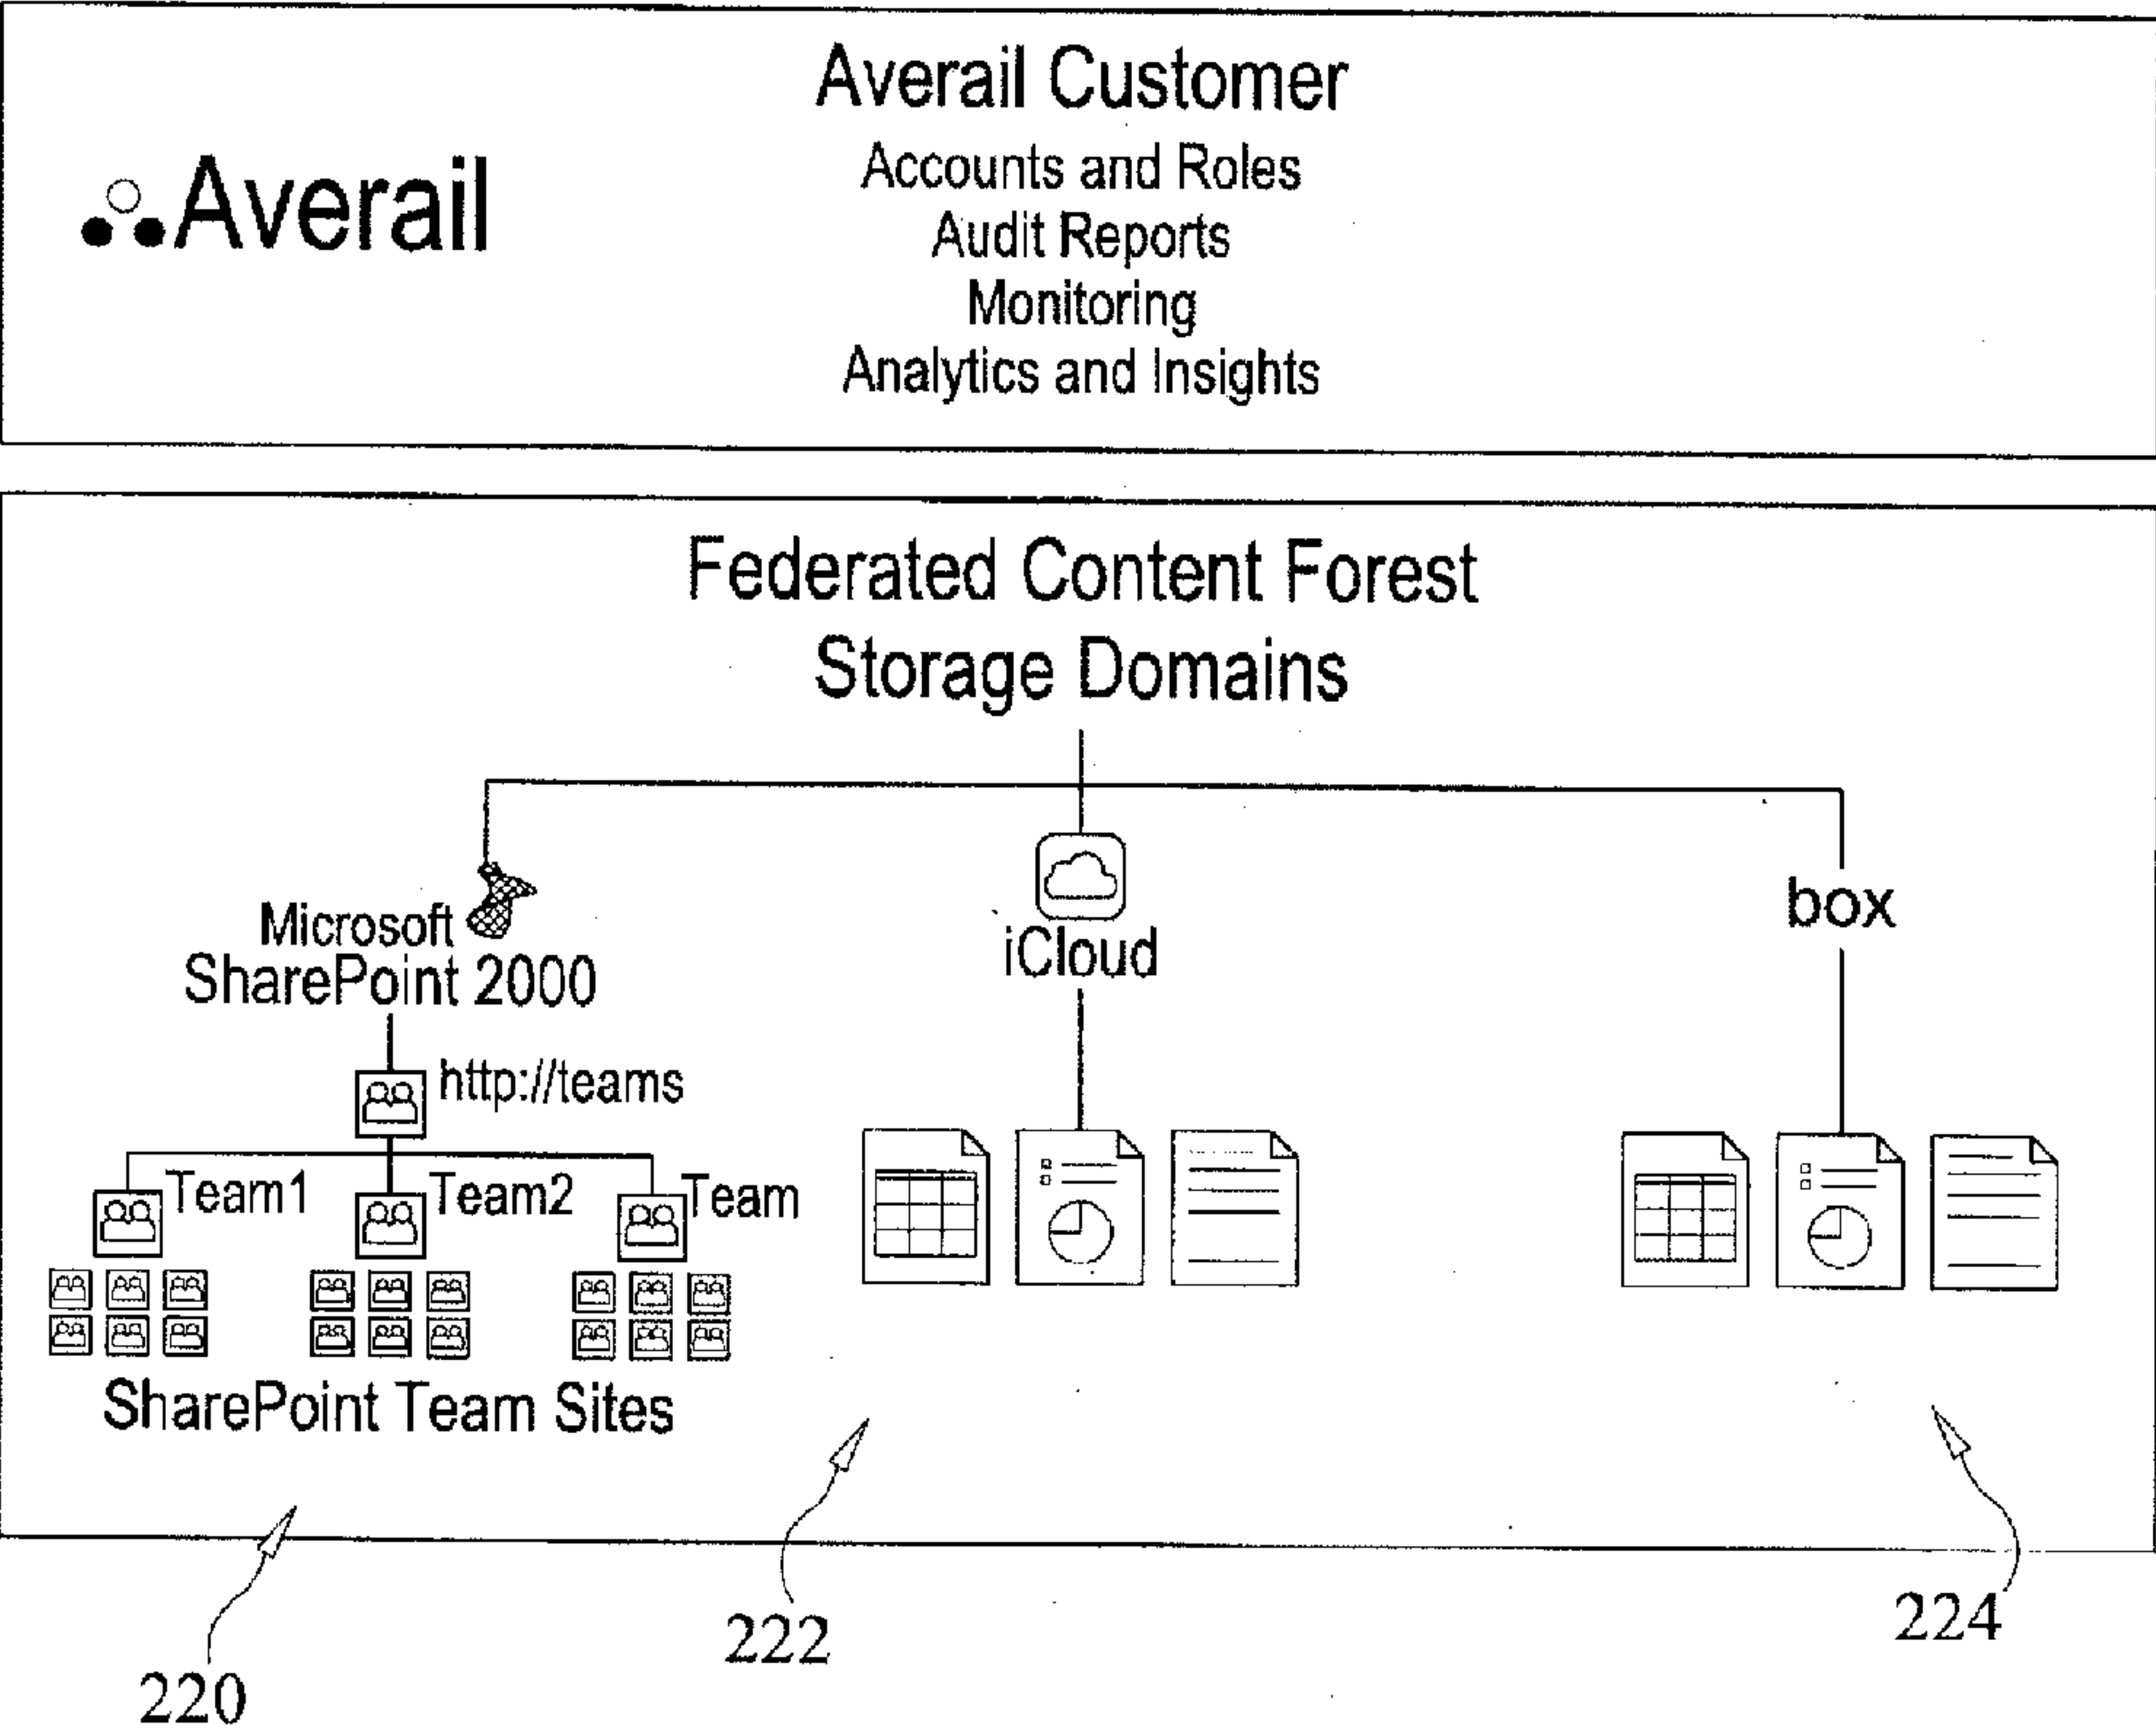 Averail Customer
Averail
Accounts and Roles
Audit Reports
Monitoring
Analytics and Insights
Federated Content Forest
Storage Domains
Microsoft
SharePoint 2000
iCloud
box
http://teams
Team1
Team2
Team
SharePoint Team Sites
220
222
224